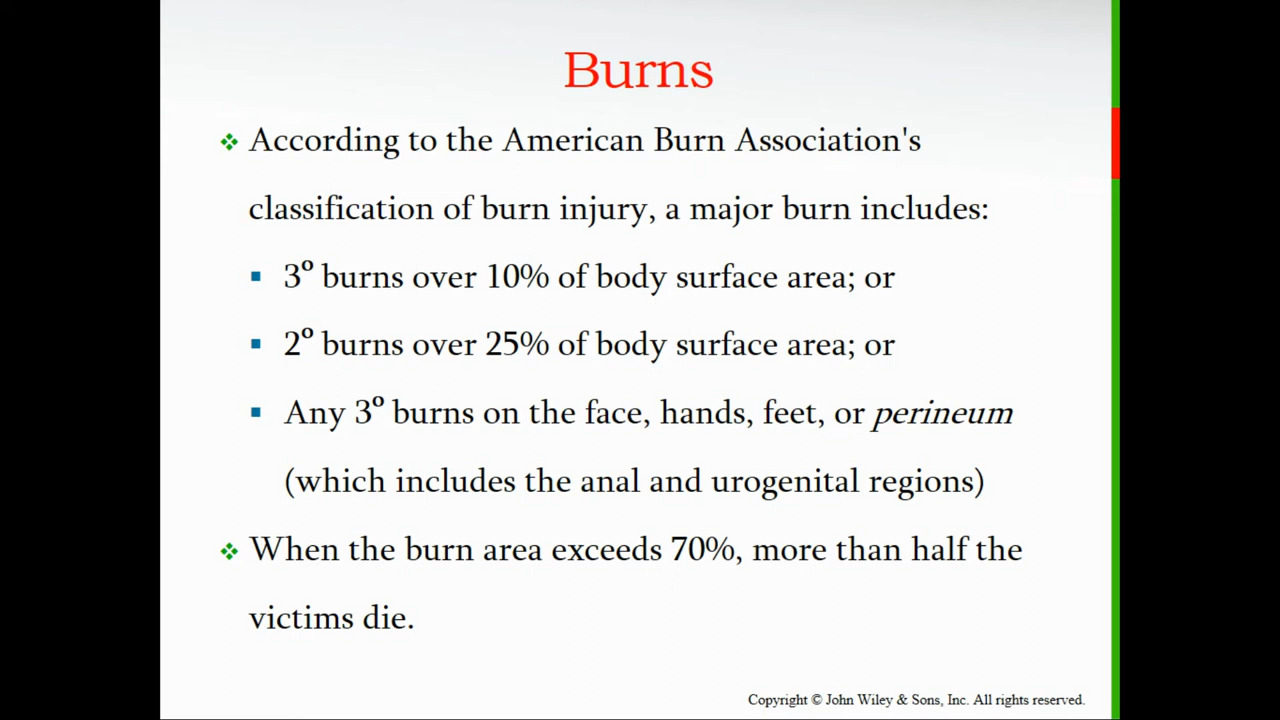 Burns
❖ According to the American Burn Association's
classification of burn injury, a major burn includes:
▪ 3º burns over 10% of body surface area; or
▪ 2º burns over 25% of body surface area; or
▪ Any 3º burns on the face, hands, feet, or perineum
(which includes the anal and urogenital regions)
❖ When the burn area exceeds 70%, more than half the
victims die.
Copyright © John Wiley & Sons, Inc. All rights reserved.